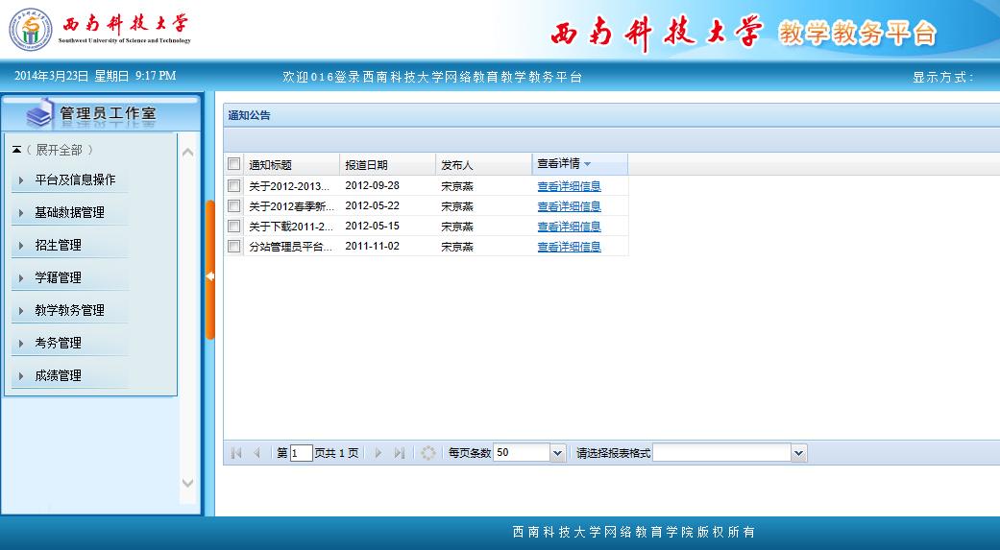 西南科技大学
Southwest University of Science and Technology
西南科技大学 教学教务平台
2014年3月23日 星期日 9:17 PM
欢迎016登录西南科技大学网络教育教学教务平台
显示方式：
管理员工作室
（ 展开全部 ）
平台及信息操作
基础数据管理
招生管理
学籍管理
教学教务管理
考务管理
成绩管理
通知公告
通知标题 报道日期 发布人 查看详情
关于2012-2013... 2012-09-28 宋京燕 查看详细信息
关于2012春季新... 2012-05-22 宋京燕 查看详细信息
关于下载2011-2... 2012-05-15 宋京燕 查看详细信息
分站管理员平台... 2011-11-02 宋京燕 查看详细信息
第 1 页共 1 页 每页条数 50 请选择报表格式
西南科技大学网络教育学院版权所有